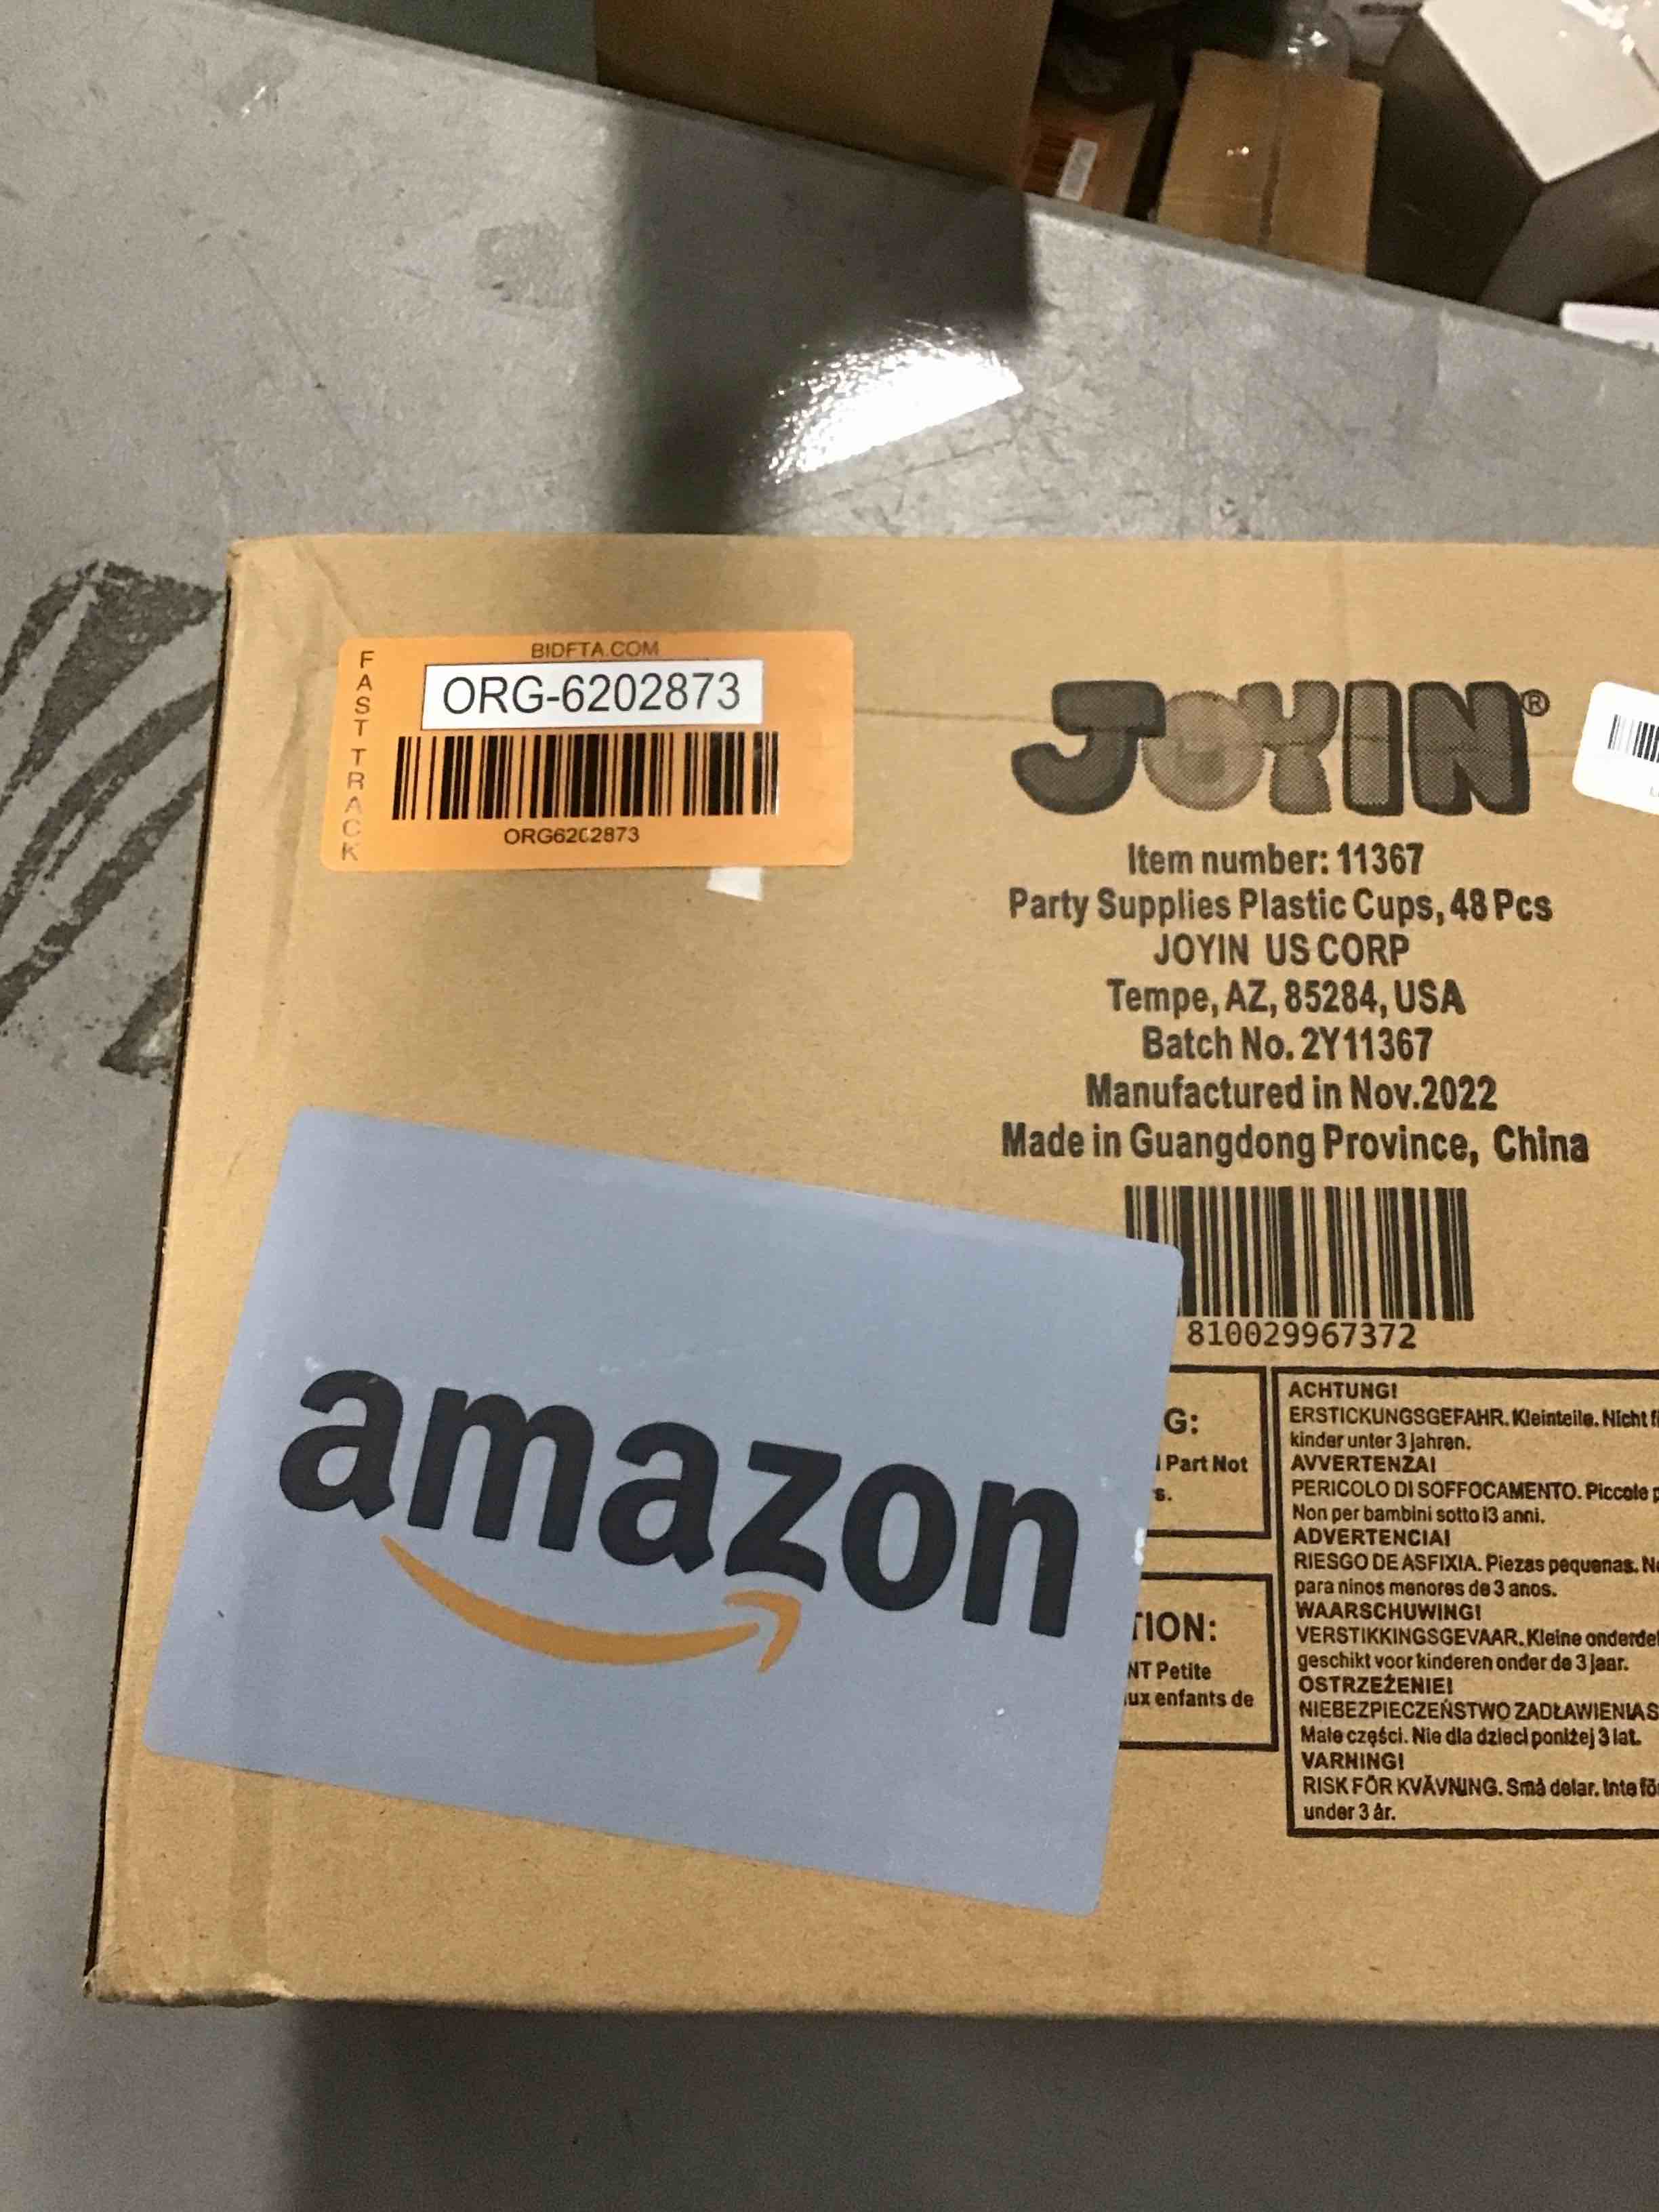 BIDFTA.COM
FAST TRACK
ORG-6202873
ORG6202873
JOYIN®
Item number: 11367
Party Supplies Plastic Cups, 48 Pcs
JOYIN US CORP
Tempe, AZ, 85284, USA
Batch No. 2Y11367
Manufactured in Nov.2022
Made in Guangdong Province, China
810029967372
amazon
G:
Part Not
s.
TION:
NT Petite
ux enfants de
ACHTUNG!
ERSTICKUNGSGEFAHR. Kleinteile. Nicht
kinder unter 3 jahren.
AVVERTENZA!
PERICOLO DI SOFFOCAMENTO. Piccole
Non per bambini sotto i3 anni.
ADVERTENCIA!
RIESGO DE ASFIXIA. Piezas pequenas.
para ninos menores de 3 anos.
WAARSCHUWING!
VERSTIKKINGSGEVAAR. Kleine
geschikt voor kinderen onder de 3 jaar.
OSTRZEŻENIE!
NIEBEZPIECZEŃSTWO ZADŁAWIENIAS
Małe części. Nie dla dzieci poniżej 3 lat.
VARNING!
RISK FÖR KVÄVNING. Små delar. Inte
under 3 år.